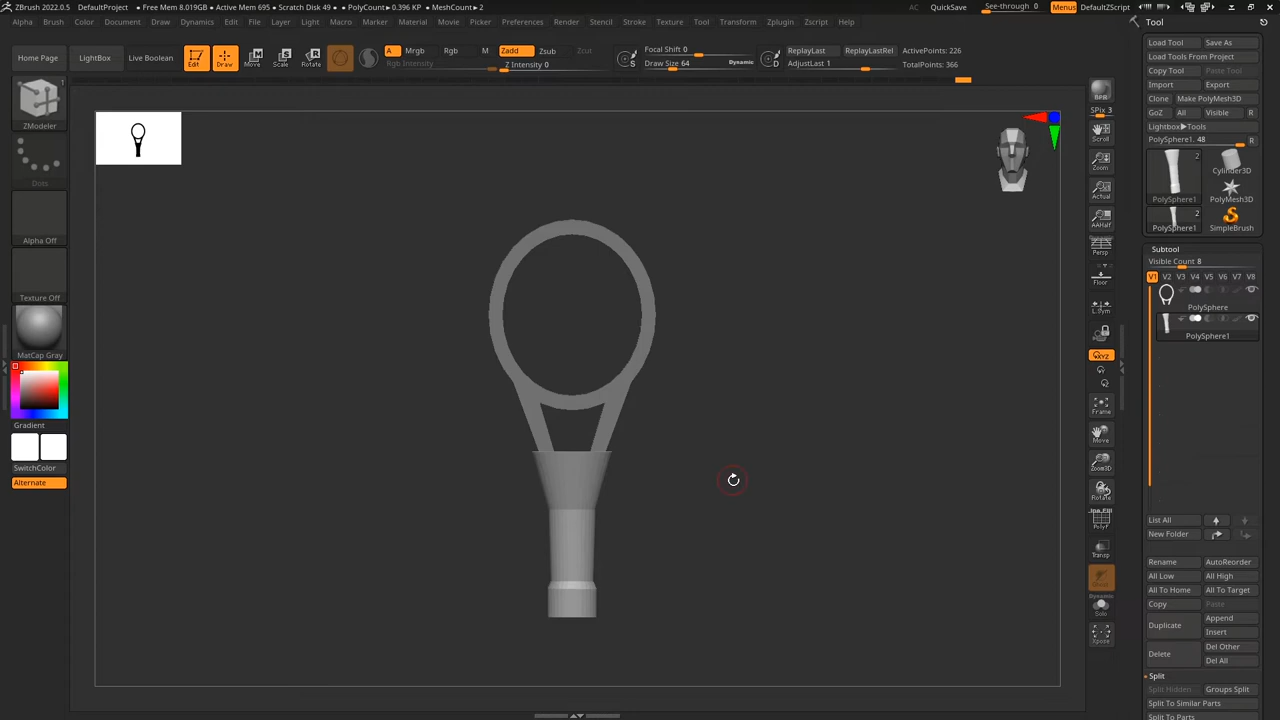 ZBrush 2022.0.5 DefaultProject • Free Mem 8.019GB • Active Mem 695 • Scratch Disk 49 • PolyCount▸0.396 KP • MeshCount▸2
AC QuickSave See-through 0 Menus DefaultZScript
Alpha Brush Color Document Draw Dynamics Edit File Layer Light Macro Marker Material Movie Picker Preferences Render Stencil Stroke Texture Tool Transform Zplugin Zscript Help
Tool
Home Page
LightBox
Live Boolean
Edit
Draw
Move
Scale
Rotate
A
Mrgb
Rgb
M
Rgb Intensity
Zadd
Zsub
Zcut
Z Intensity 0
S
Focal Shift 0
Draw Size 64
Dynamic
D
ReplayLast
ReplayLastRel
AdjustLast 1
ActivePoints: 226
TotalPoints: 366
1
ZModeler
Dots
Alpha Off
Texture Off
MatCap Gray
Gradient
SwitchColor
Alternate
BPR
SPix 3
Scroll
Zoom
Actual
AAHalf
Persp
Floor
L.Sym
XYZ
Frame
Move
Zoom3D
Rotate
Line Fill
PolyF
Transp
Dynamic
Solo
Xpose
Load Tool Save As
Load Tools From Project
Copy Tool Paste Tool
Import Export
Clone Make PolyMesh3D
GoZ All Visible R
Lightbox▸Tools
PolySphere1. 48 R
2
PolySphere1
Cylinder3D
PolyMesh3D
2
PolySphere1
SimpleBrush
Subtool
Visible Count 8
V1 V2 V3 V4 V5 V6 V7 V8
PolySphere
PolySphere1
List All
New Folder
Rename AutoReorder
All Low All High
All To Home All To Target
Copy Paste
Duplicate
Append
Insert
Delete
Del Other
Del All
Split
Split Hidden Groups Split
Split To Similar Parts
Split To Parts